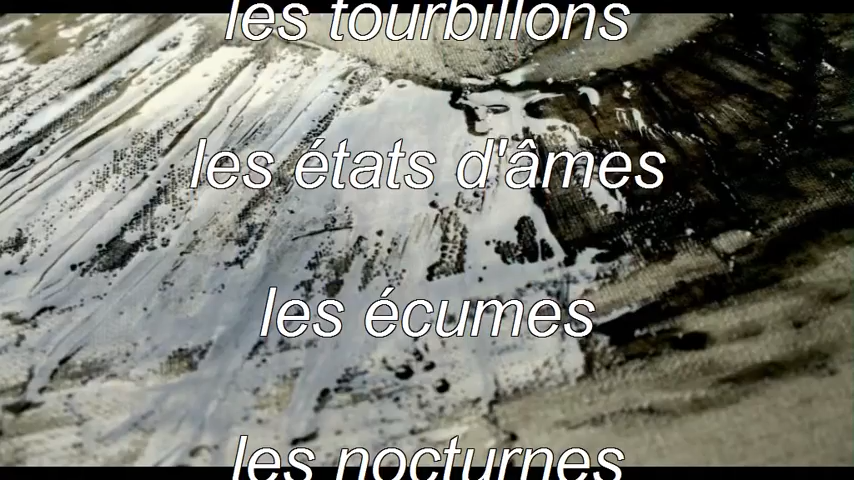 les tourbillons
les états d'âmes
les écumes
les nocturnes